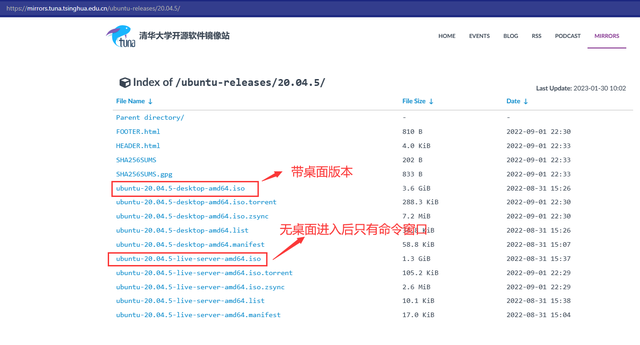 https://mirrors.tuna.tsinghua.edu.cn/ubuntu-releases/20.04.5/
tuna 清华大学开源软件镜像站 HOME EVENTS BLOG RSS PODCAST MIRRORS
Index of /ubuntu-releases/20.04.5/ Last Update: 2023-01-30 10:02
File Name ↓ File Size ↓ Date ↓
Parent directory/ - -
FOOTER.html 810 B 2022-09-01 22:30
HEADER.html 4.0 KiB 2022-09-01 22:33
SHA256SUMS 202 B 2022-09-01 22:33
SHA256SUMS.gpg 833 B 2022-09-01 22:33
带桌面版本
ubuntu-20.04.5-desktop-amd64.iso 3.6 GiB 2022-08-31 15:26
ubuntu-20.04.5-desktop-amd64.iso.torrent 288.3 KiB 2022-09-01 22:30
ubuntu-20.04.5-desktop-amd64.iso.zsync 7.2 MiB 2022-09-01 22:30
ubuntu-20.04.5-desktop-amd64.list KiB 2022-08-31 15:26
无桌面进入后只有命令窗口
ubuntu-20.04.5-desktop-amd64.manifest 58.8 KiB 2022-08-31 15:07
ubuntu-20.04.5-live-server-amd64.iso 1.3 GiB 2022-08-31 15:37
ubuntu-20.04.5-live-server-amd64.iso.torrent 105.2 KiB 2022-09-01 22:29
ubuntu-20.04.5-live-server-amd64.iso.zsync 2.6 MiB 2022-09-01 22:29
ubuntu-20.04.5-live-server-amd64.list 10.1 KiB 2022-08-31 15:38
ubuntu-20.04.5-live-server-amd64.manifest 17.0 KiB 2022-08-31 15:04